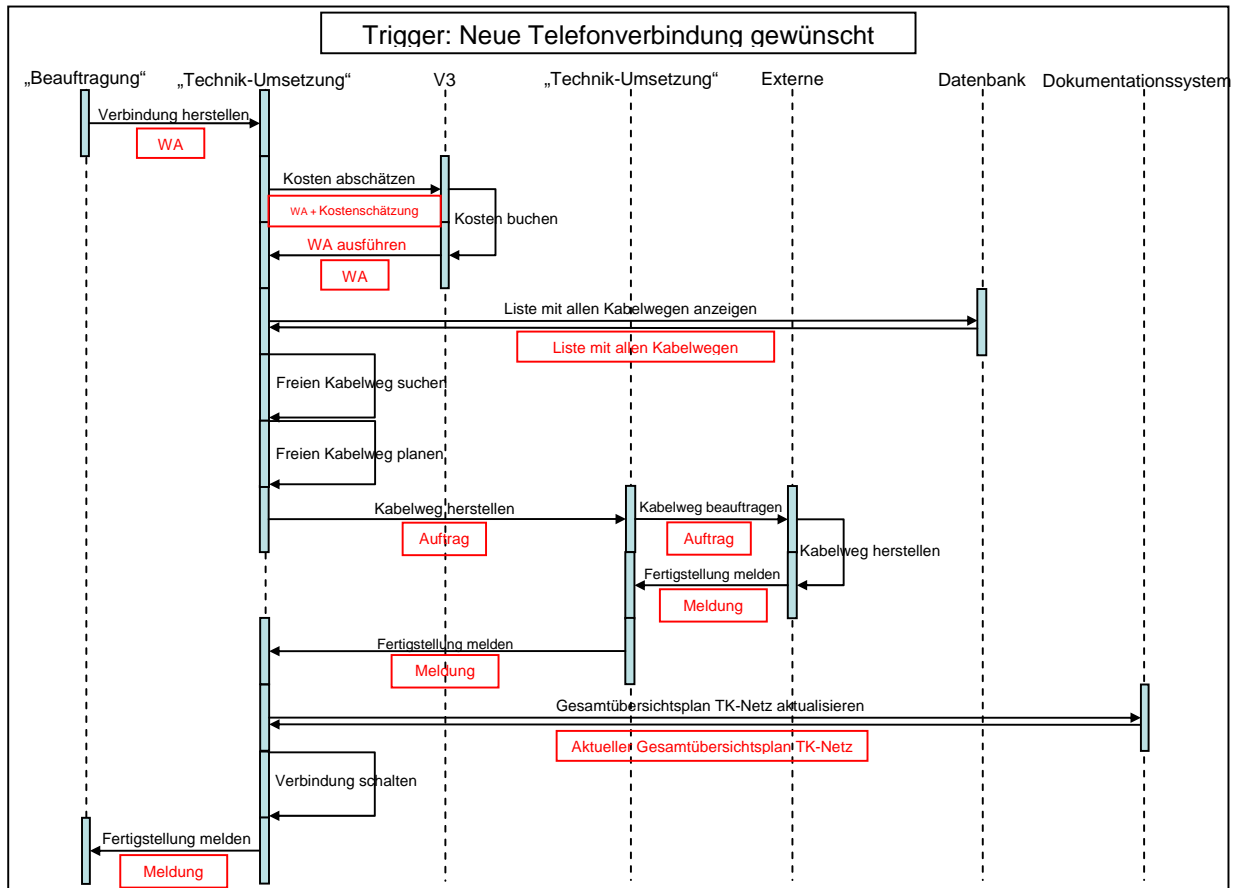 Trigger: Neue Telefonverbindung gewünscht
„Beauftragung“
„Technik-Umsetzung“
V3
„Technik-Umsetzung“
Externe
Datenbank
Dokumentationssystem
Verbindung herstellen
WA
Kosten abschätzen
WA + Kostenschätzung
Kosten buchen
WA ausführen
WA
Liste mit allen Kabelwegen anzeigen
Liste mit allen Kabelwegen
Freien Kabelweg suchen
Freien Kabelweg planen
Kabelweg herstellen
Auftrag
Kabelweg beauftragen
Auftrag
Kabelweg herstellen
Fertigstellung melden
Meldung
Fertigstellung melden
Meldung
Gesamtübersichtsplan TK-Netz aktualisieren
Aktueller Gesamtübersichtsplan TK-Netz
Verbindung schalten
Fertigstellung melden
Meldung